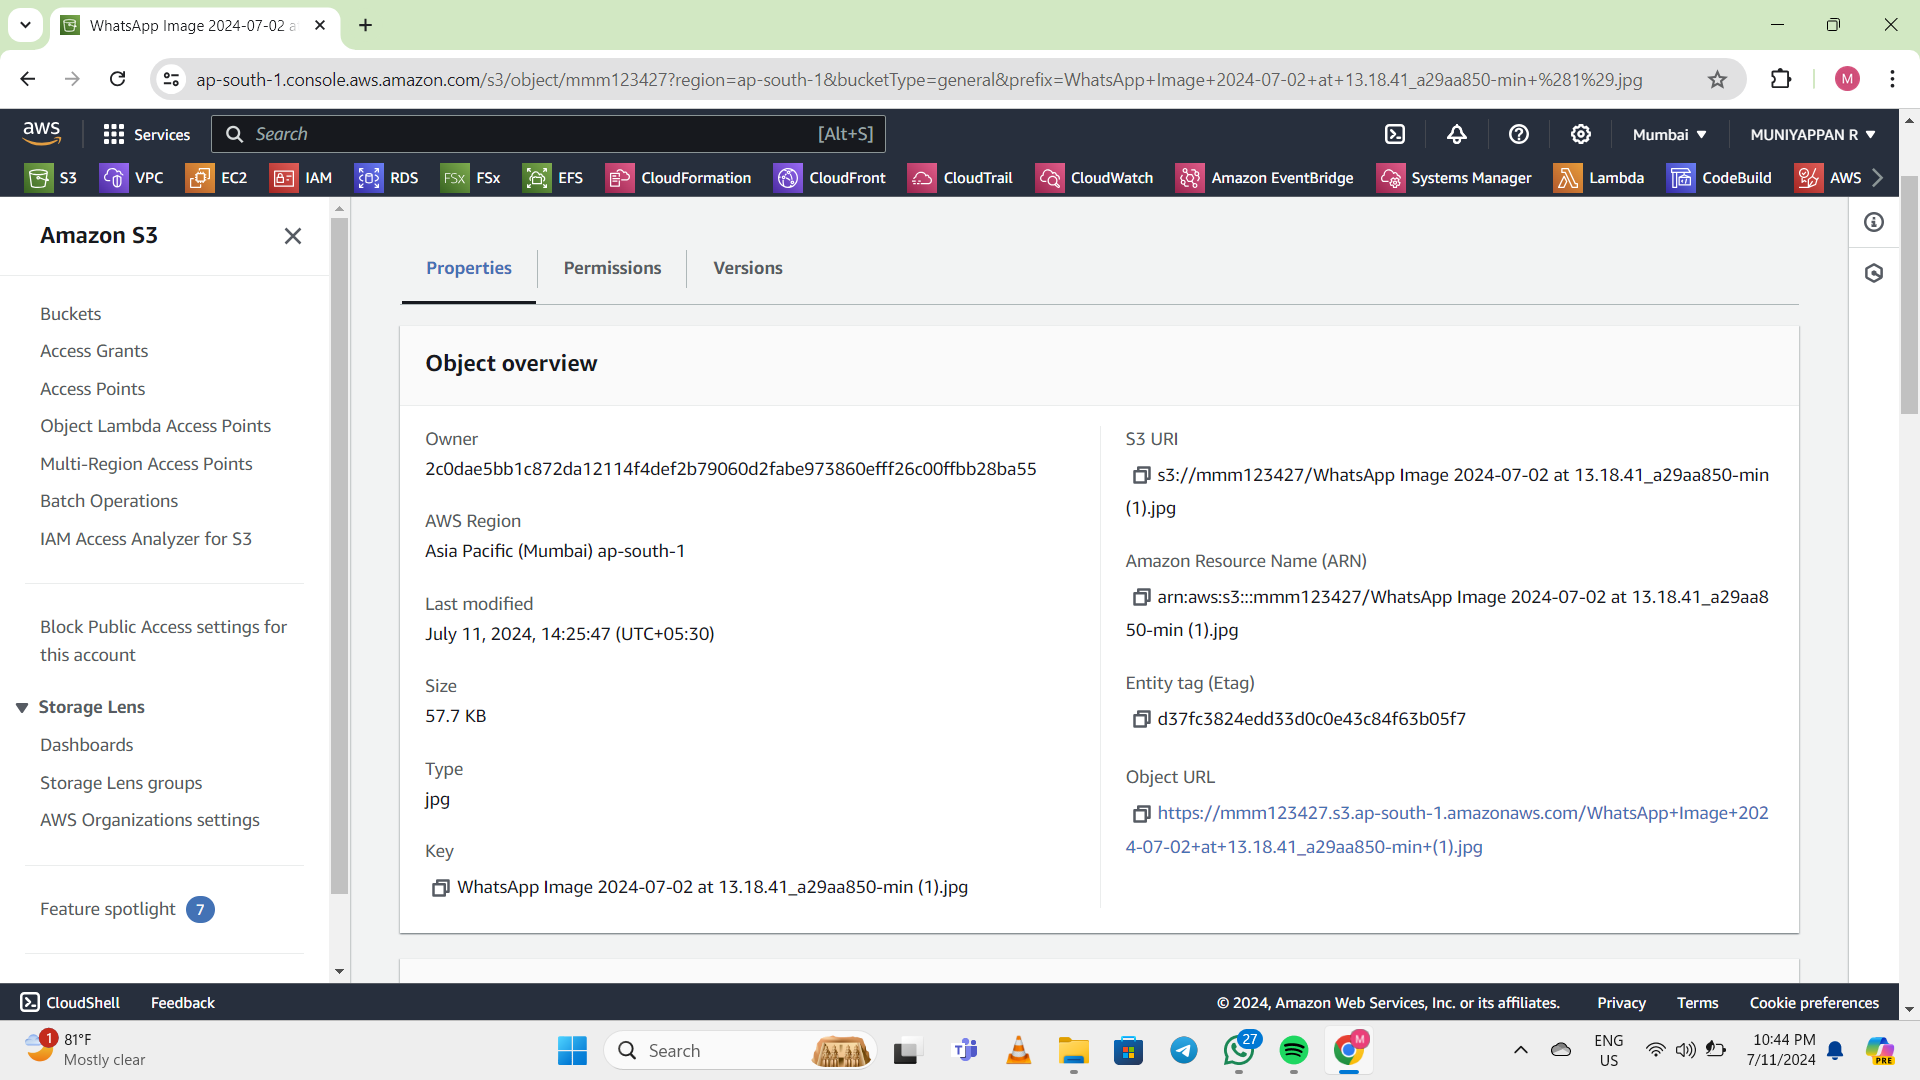 WhatsApp Image 2024-07-02 a
ap-south-1.console.aws.amazon.com/s3/object/mmm123427?region=ap-south-1&bucketType=general&prefix=WhatsApp+Image+2024-07-02+at+13.18.41_a29aa850-min+%281%29.jpg
M
aws
Services
Search
[Alt+S]
Mumbai
MUNIYAPPAN R
S3
VPC
EC2
IAM
RDS
FSx FSx
EFS
CloudFormation
CloudFront
CloudTrail
CloudWatch
Amazon EventBridge
Systems Manager
Lambda
CodeBuild
AWS
Amazon S3
Buckets
Access Grants
Access Points
Object Lambda Access Points
Multi-Region Access Points
Batch Operations
IAM Access Analyzer for S3
Block Public Access settings for
this account
Storage Lens
Dashboards
Storage Lens groups
AWS Organizations settings
Feature spotlight 7
Properties
Permissions
Versions
Object overview
Owner
2c0dae5bb1c872da12114f4def2b79060d2fabe973860efff26c00ffbb28ba55
AWS Region
Asia Pacific (Mumbai) ap-south-1
Last modified
July 11, 2024, 14:25:47 (UTC+05:30)
Size
57.7 KB
Type
jpg
Key
WhatsApp Image 2024-07-02 at 13.18.41_a29aa850-min (1).jpg
S3 URI
s3://mmm123427/WhatsApp Image 2024-07-02 at 13.18.41_a29aa850-min
(1).jpg
Amazon Resource Name (ARN)
arn:aws:s3:::mmm123427/WhatsApp Image 2024-07-02 at 13.18.41_a29aa8
50-min (1).jpg
Entity tag (Etag)
d37fc3824edd33d0c0e43c84f63b05f7
Object URL
https://mmm123427.s3.ap-south-1.amazonaws.com/WhatsApp+Image+202
4-07-02+at+13.18.41_a29aa850-min+(1).jpg
CloudShell
Feedback
© 2024, Amazon Web Services, Inc. or its affiliates.
Privacy
Terms
Cookie preferences
1
81°F
Mostly clear
Search
27
M
ENG
US
10:44 PM
7/11/2024
PRE